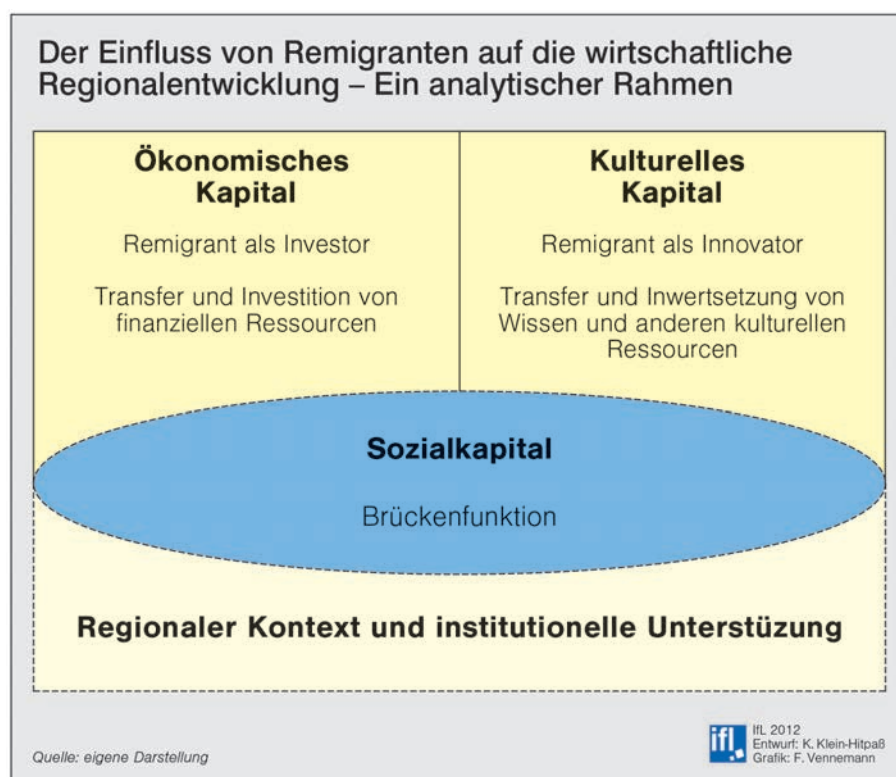 Der Einfluss von Remigranten auf die wirtschaftliche
Regionalentwicklung – Ein analytischer Rahmen
Ökonomisches
Kapital
Remigrant als Investor
Transfer und Investition von
finanziellen Ressourcen
Kulturelles
Kapital
Remigrant als Innovator
Transfer und Inwertsetzung von
Wissen und anderen kulturellen
Ressourcen
Sozialkapital
Brückenfunktion
Regionaler Kontext und institutionelle Unterstüzung
Quelle: eigene Darstellung
ifl.
IfL 2012
Entwurf: K. Klein-Hitpaß
Grafik: F. Vennemann